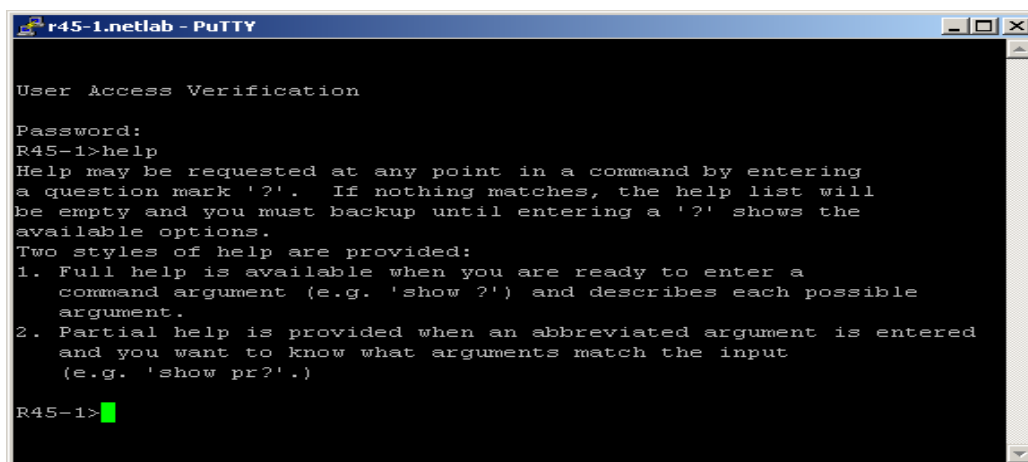 r45-1.netlab - PuTTY
User Access Verification
Password:
R45-1>help
Help may be requested at any point in a command by entering
a question mark '?'.  If nothing matches, the help list will
be empty and you must backup until entering a '?' shows the
available options.
Two styles of help are provided:
1. Full help is available when you are ready to enter a
   command argument (e.g. 'show ?') and describes each possible
   argument.
2. Partial help is provided when an abbreviated argument is entered
   and you want to know what arguments match the input
   (e.g. 'show pr?'.)
R45-1>